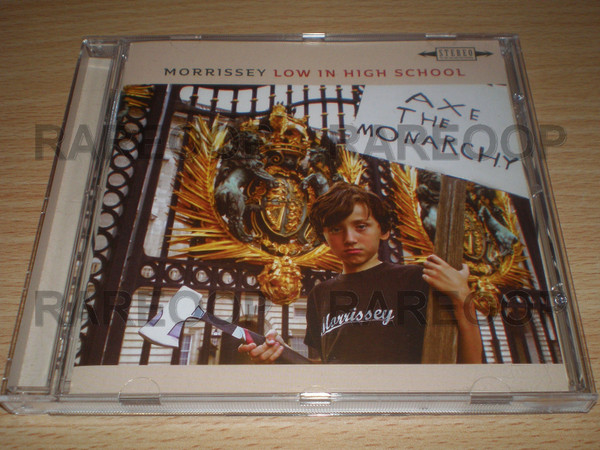 STEREO
MORRISSEY LOW IN HIGH SCHOOL
AXE
THE
MONARCHY
RAREOOP RAREOOP
RAREOOP RAREOOP
Morrissey